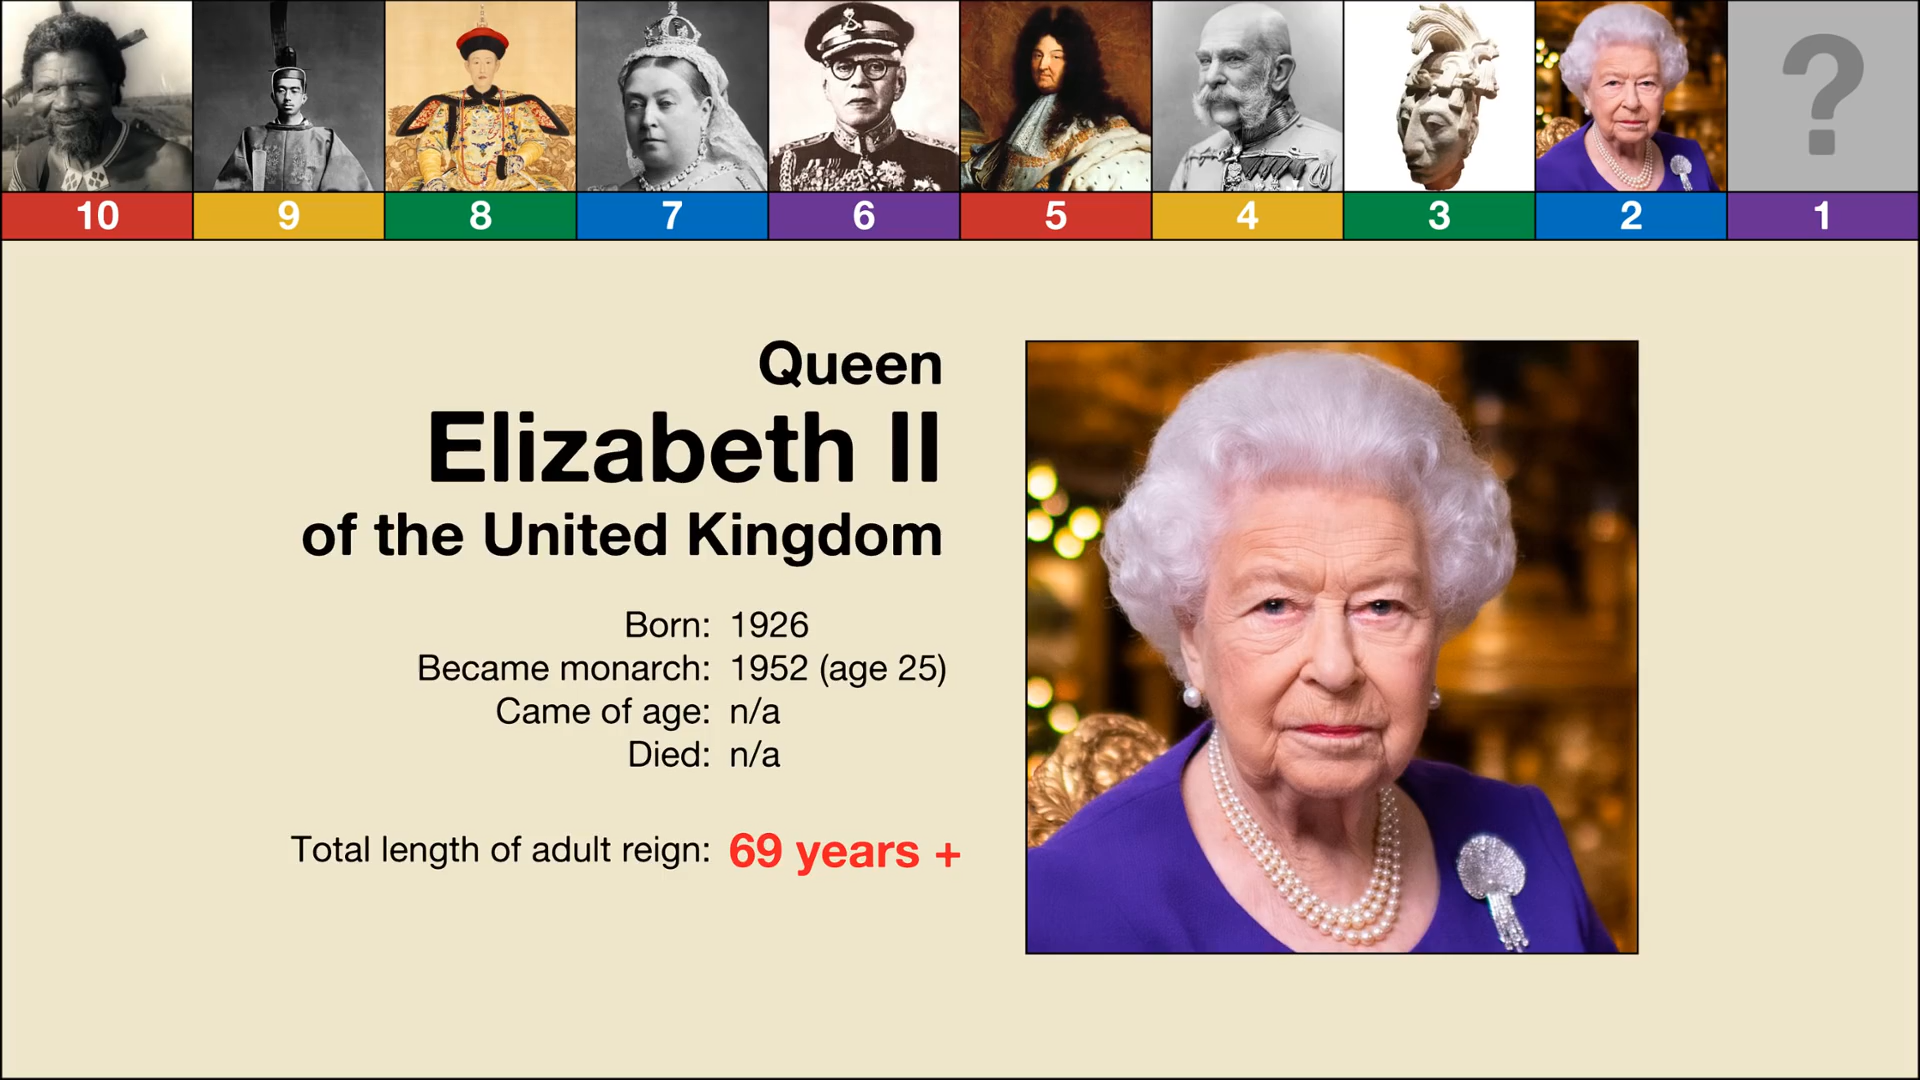 10 9 8 7 6 5 4 3 2 1
?
Queen
Elizabeth II
of the United Kingdom
Born: 1926
Became monarch: 1952 (age 25)
Came of age: n/a
Died: n/a
Total length of adult reign: 69 years +